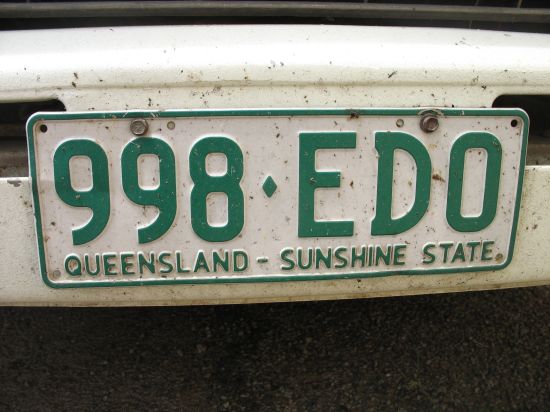 998♦EDO
QUEENSLAND - SUNSHINE STATE